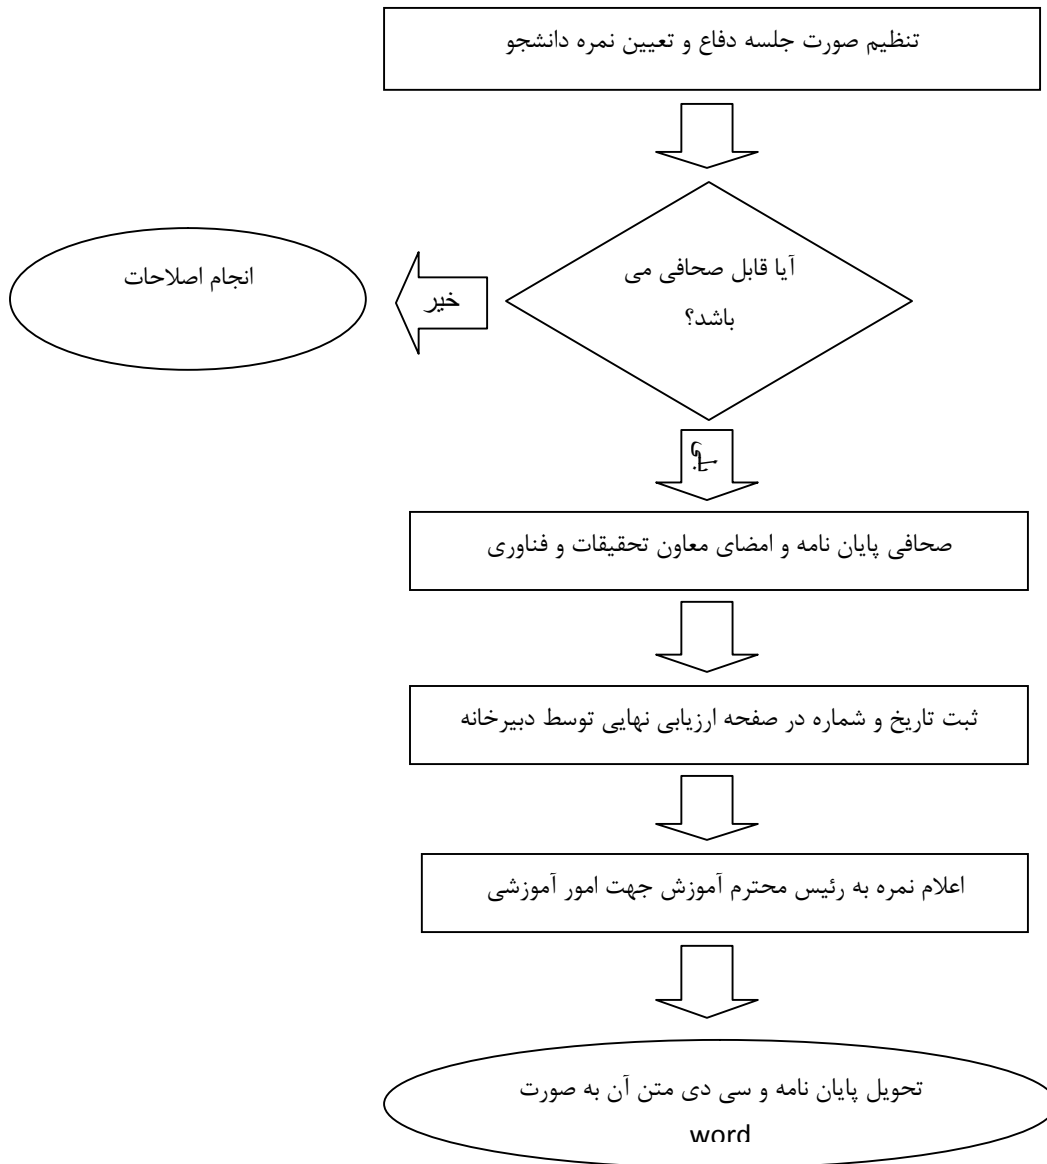 تنظیم صورت جلسه دفاع و تعیین نمره دانشجو
آیا قابل صحافی می
باشد؟
خیر
انجام اصلاحات
صحافی پایان نامه و امضای معاون تحقیقات و فناوری
ثبت تاریخ و شماره در صفحه ارزیابی نهایی توسط دبیرخانه
اعلام نمره به رئیس محترم آموزش جهت امور آموزشی
تحویل پایان نامه و سی دی متن آن به صورت
word